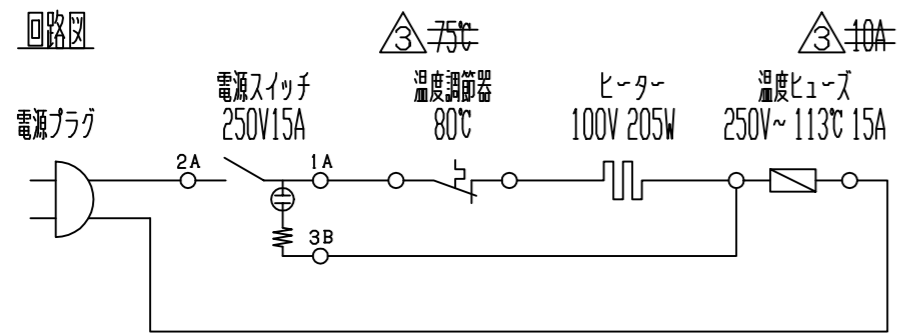 回路図
3 75℃
3 10A
電源プラグ
電源スイッチ
250V15A
温度調節器
80℃
ヒーター
100V 205W
温度ヒューズ
250V~ 113℃ 15A
2A
1A
3B